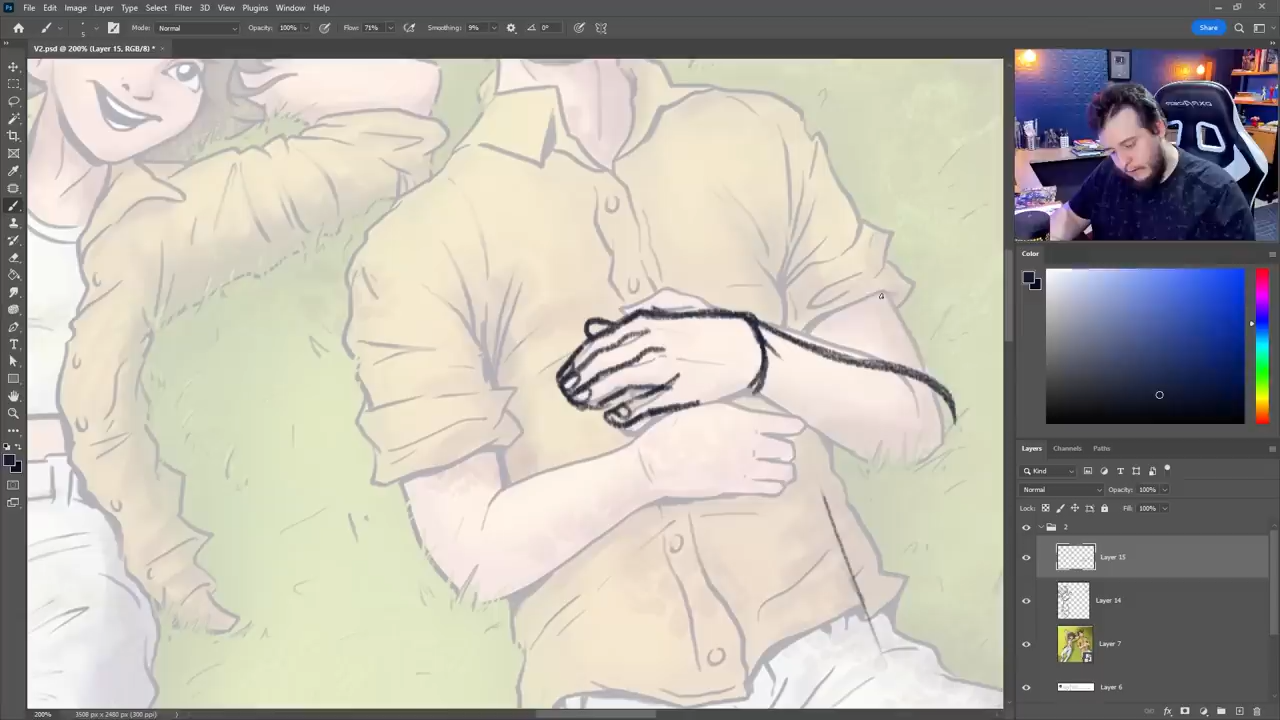 Ps File Edit Image Layer Type Select Filter 3D View Plugins Window Help
5 Mode: Normal Opacity: 100% Flow: 71% Smoothing: 9% 0° Share
V2.psd @ 200% (Layer 15, RGB/8) * ×
Color
Layers Channels Paths
Kind
Normal Opacity: 100%
Lock: Fill: 100%
2
Layer 15
Layer 14
Layer 7
Layer 6
200% 3508 px x 2480 px (300 ppi)